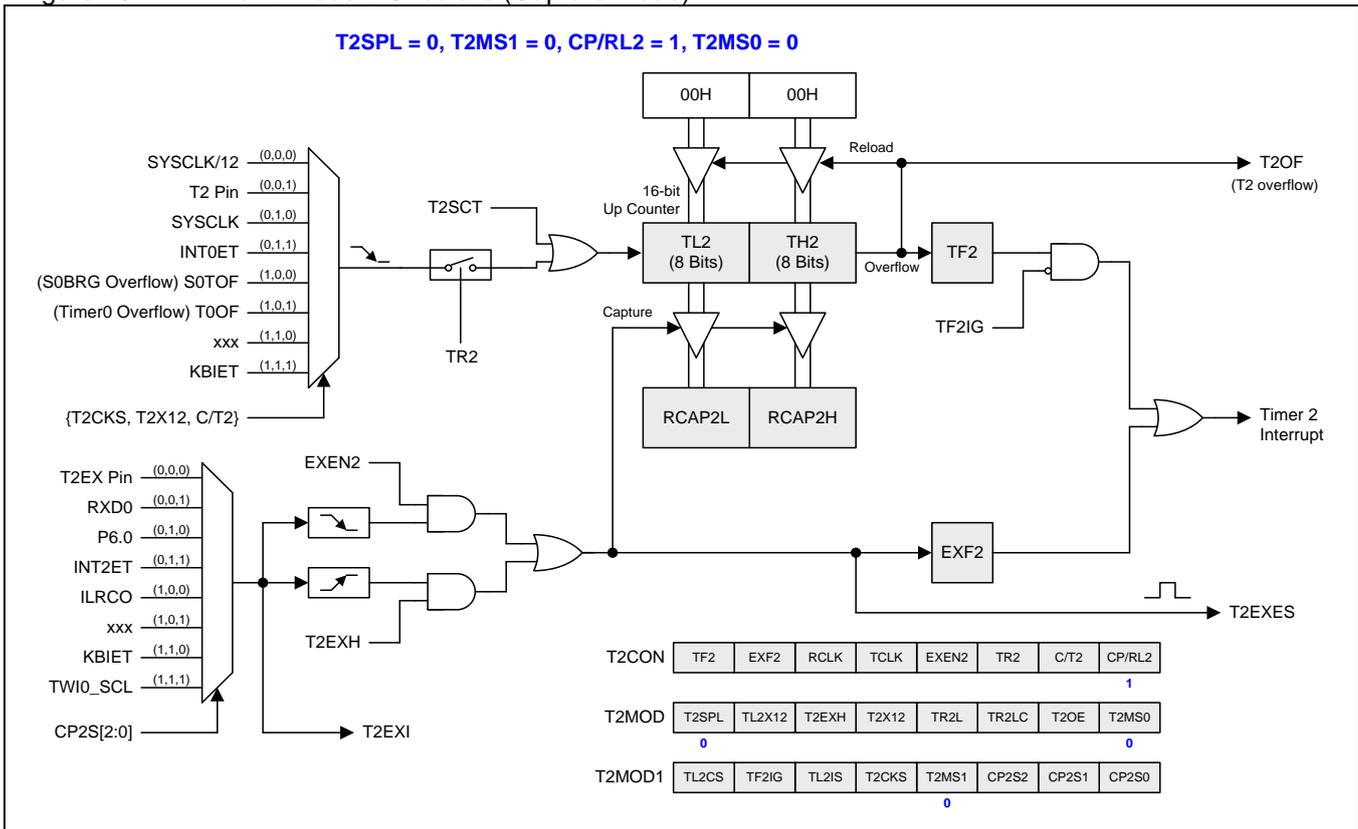 T2SPL = 0, T2MS1 = 0, CP/RL2 = 1, T2MS0 = 0
00H 00H
Reload
T2OF
(T2 overflow)
16-bit
Up Counter
SYSCLK/12 (0,0,0)
T2 Pin (0,0,1)
SYSCLK (0,1,0)
INT0ET (0,1,1)
(S0BRG Overflow) S0TOF (1,0,0)
(Timer0 Overflow) T0OF (1,0,1)
xxx (1,1,0)
KBIET (1,1,1)
{T2CKS, T2X12, C/T2}
TR2
T2SCT
TL2
(8 Bits)
TH2
(8 Bits)
Overflow
TF2
TF2IG
Capture
RCAP2L RCAP2H
Timer 2
Interrupt
T2EX Pin (0,0,0)
RXD0 (0,0,1)
P6.0 (0,1,0)
INT2ET (0,1,1)
ILRCO (1,0,0)
xxx (1,0,1)
KBIET (1,1,0)
TWI0_SCL (1,1,1)
CP2S[2:0]
EXEN2
T2EXH
T2EXI
EXF2
T2EXES
T2CON TF2 EXF2 RCLK TCLK EXEN2 TR2 C/T2 CP/RL2
1
T2MOD T2SPL TL2X12 T2EXH T2X12 TR2L TR2LC T2OE T2MS0
0 0
T2MOD1 TL2CS TF2IG TL2IS T2CKS T2MS1 CP2S2 CP2S1 CP2S0
0